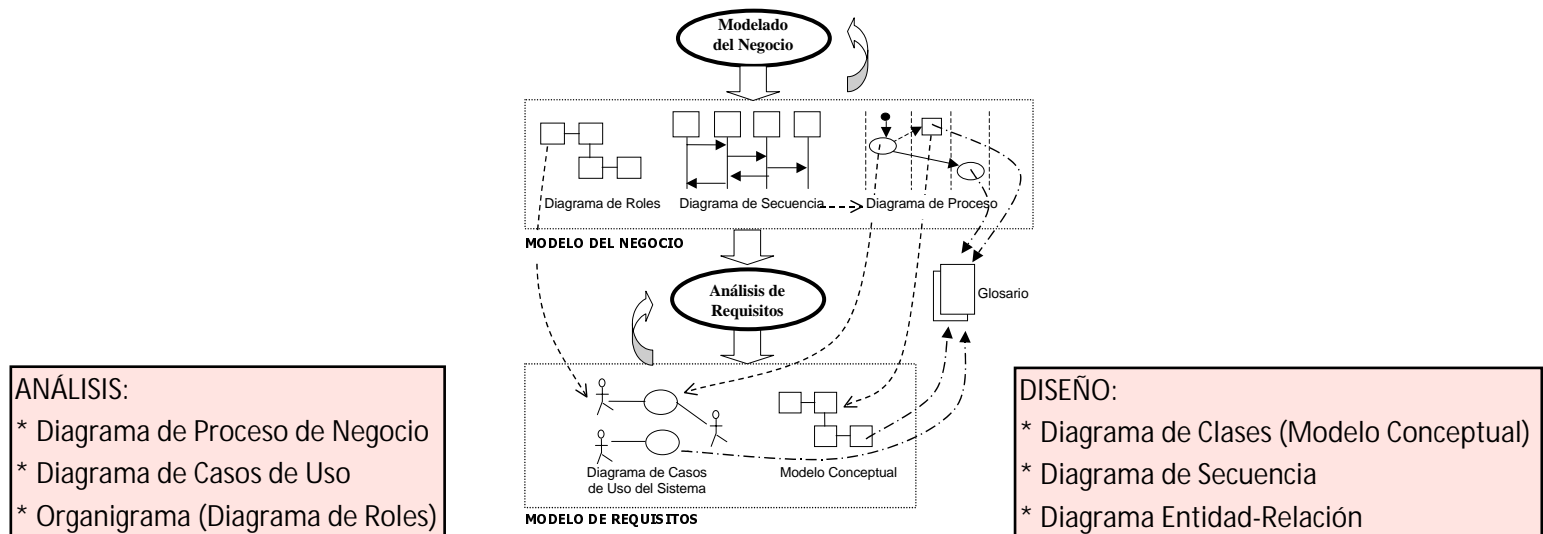 Modelado
del Negocio
Diagrama de Roles
Diagrama de Secuencia
Diagrama de Proceso
MODELO DEL NEGOCIO
Análisis de
Requisitos
Glosario
Diagrama de Casos
de Uso del Sistema
Modelo Conceptual
MODELO DE REQUISITOS
ANÁLISIS:
* Diagrama de Proceso de Negocio
* Diagrama de Casos de Uso
* Organigrama (Diagrama de Roles)
DISEÑO:
* Diagrama de Clases (Modelo Conceptual)
* Diagrama de Secuencia
* Diagrama Entidad-Relación